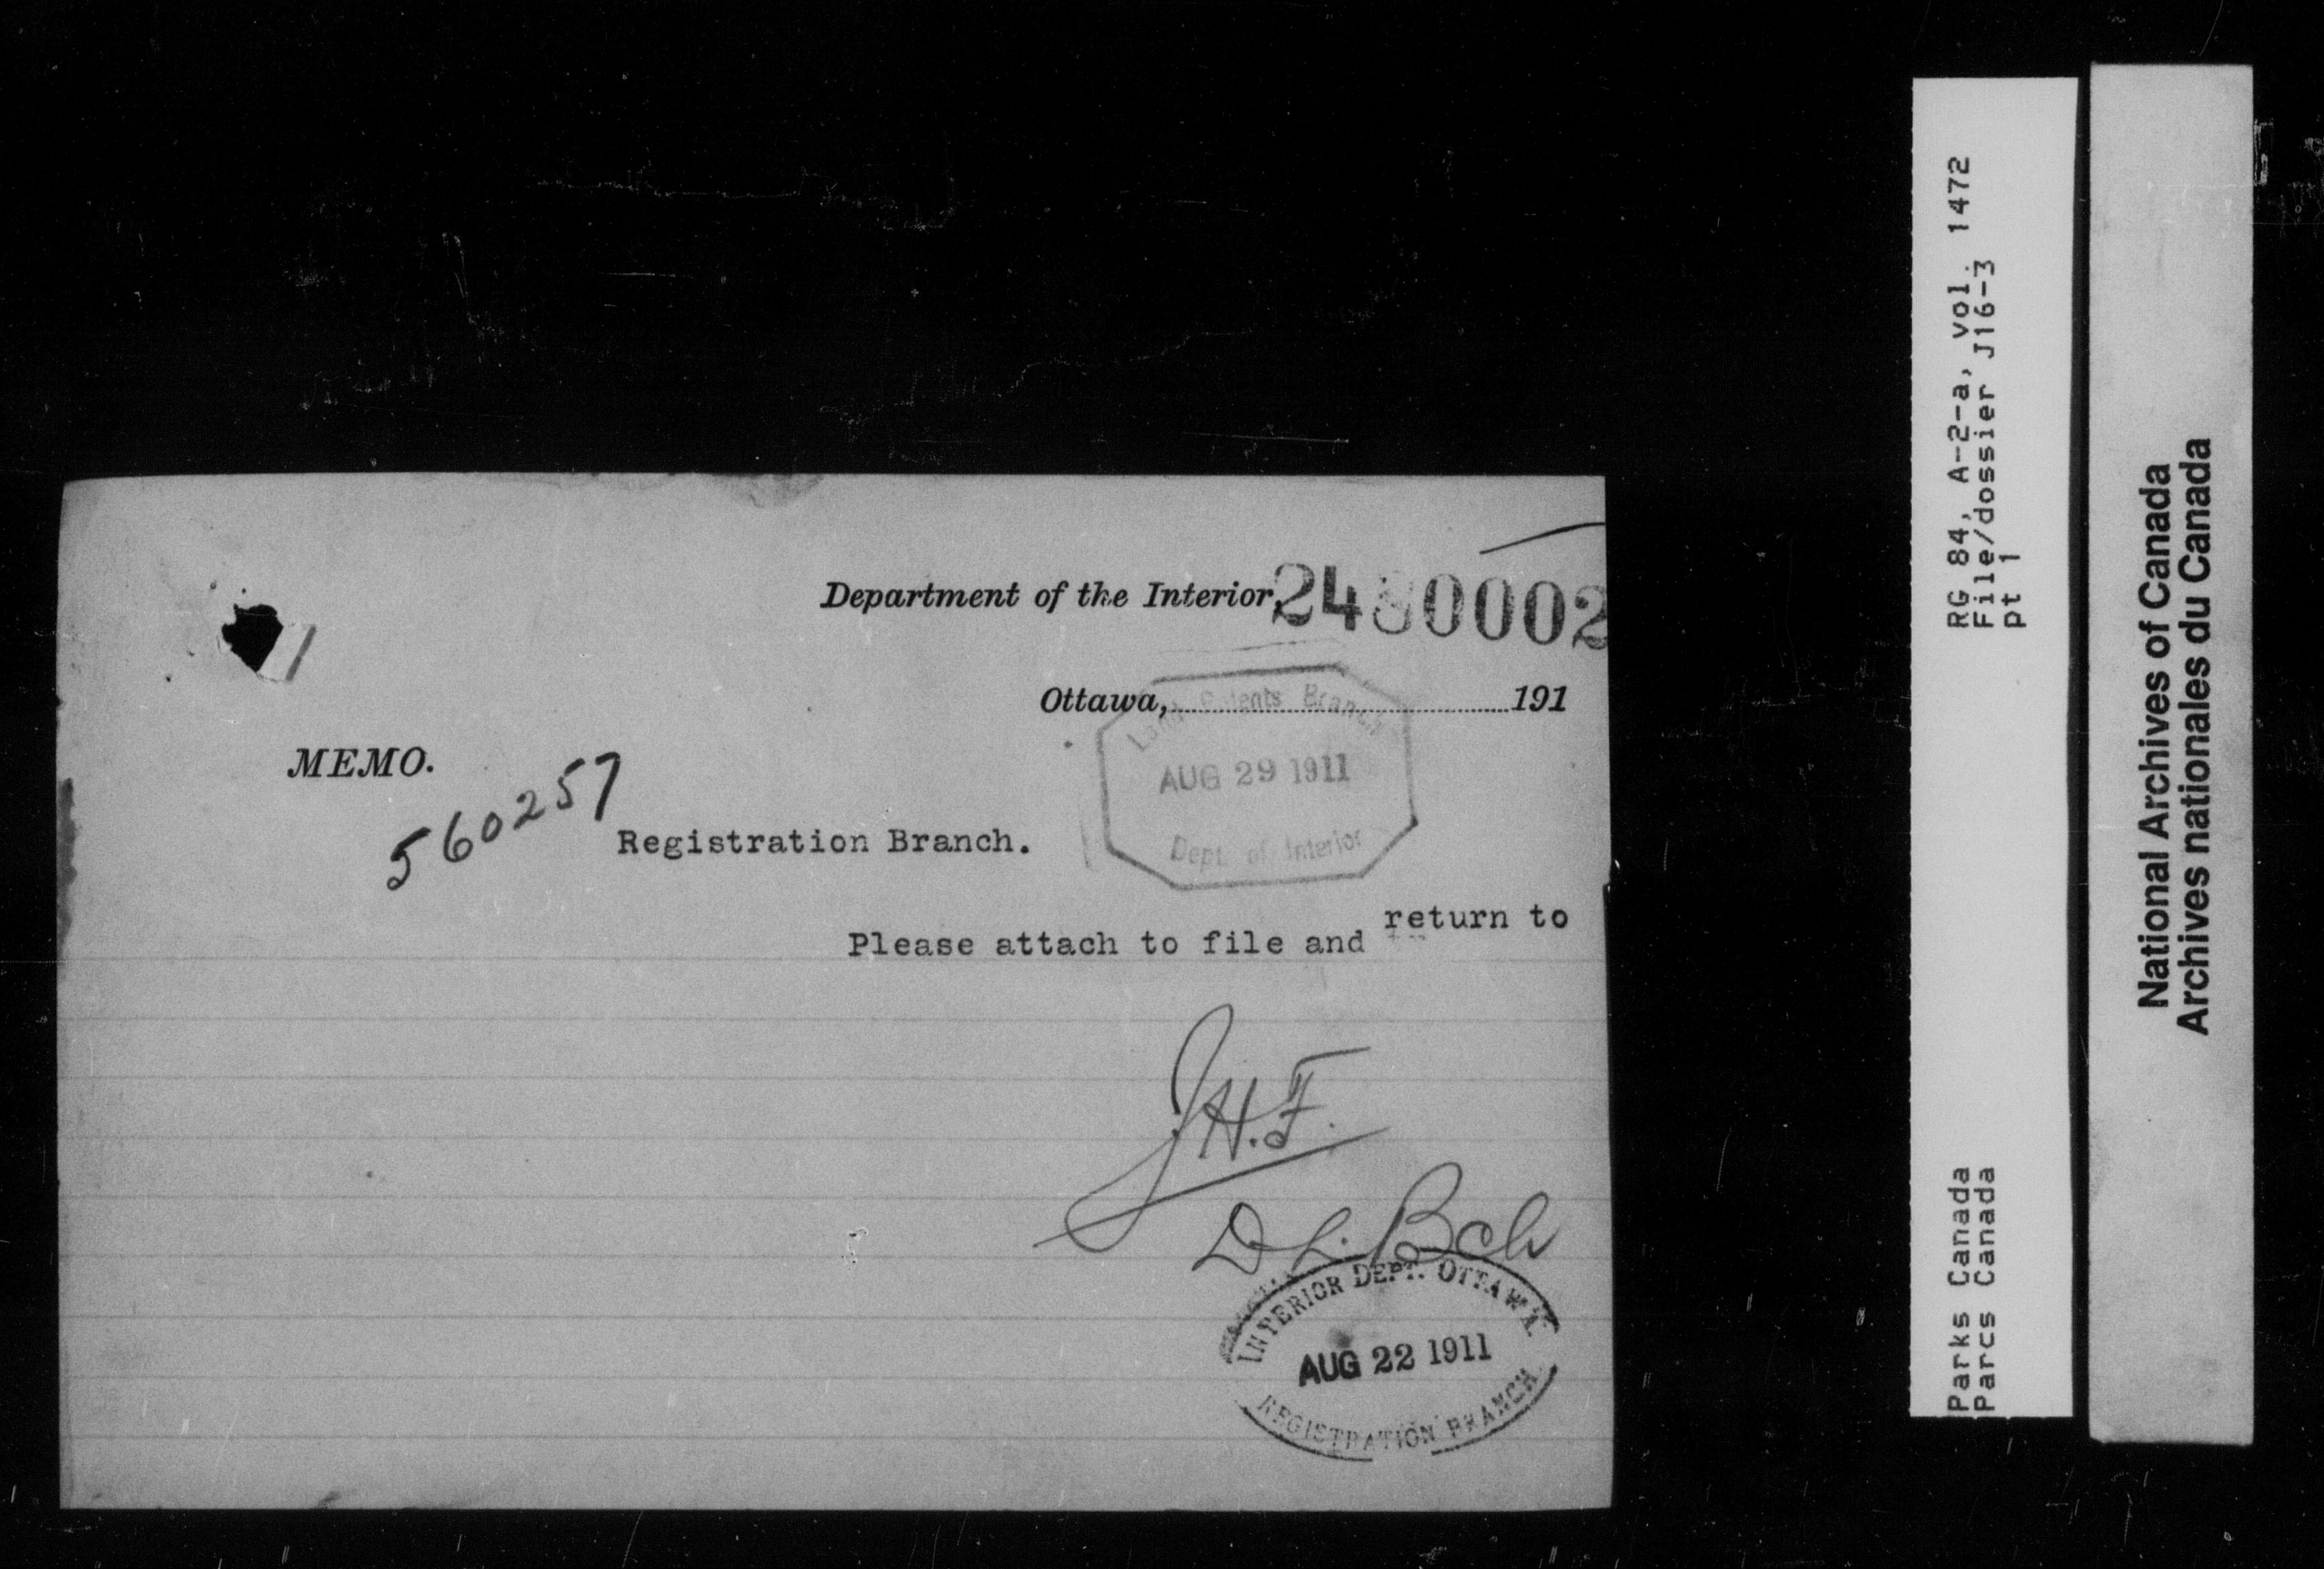 Department of the Interior,
2480002
Ottawa, 191
Land Patents Branch
AUG 29 1911
Dept. of Interior
MEMO.
560257
Registration Branch.
Please attach to file and return to
J.H.F.
D L. Bch
INTERIOR DEPT. OTTAWA.
AUG 22 1911
REGISTRATION BRANCH
RG 84, A-2-a, vol. 1472
File/dossier J16-3
pt 1
Parks Canada
Parcs Canada
National Archives of Canada
Archives nationales du Canada